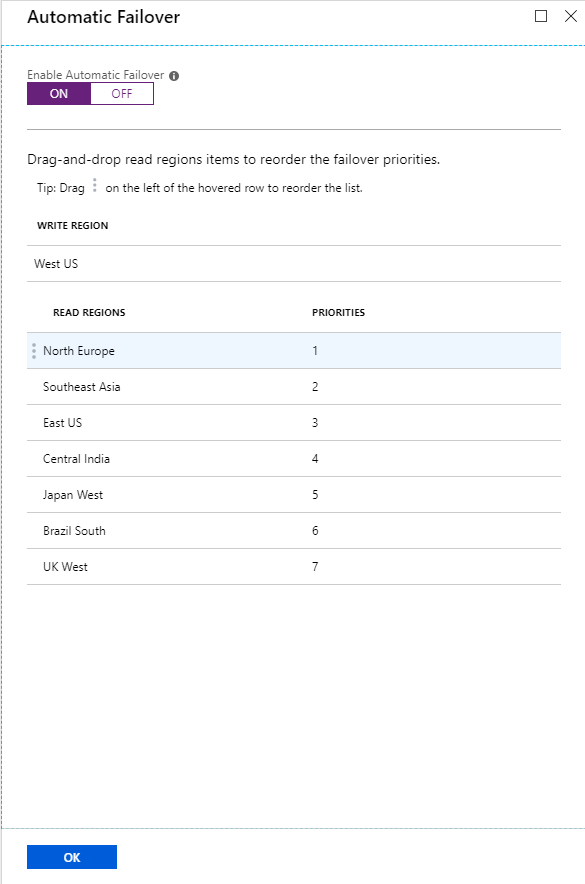 Automatic Failover
Enable Automatic Failover
ON OFF
Drag-and-drop read regions items to reorder the failover priorities.
Tip: Drag on the left of the hovered row to reorder the list.
WRITE REGION
West US
READ REGIONS PRIORITIES
North Europe 1
Southeast Asia 2
East US 3
Central India 4
Japan West 5
Brazil South 6
UK West 7
OK